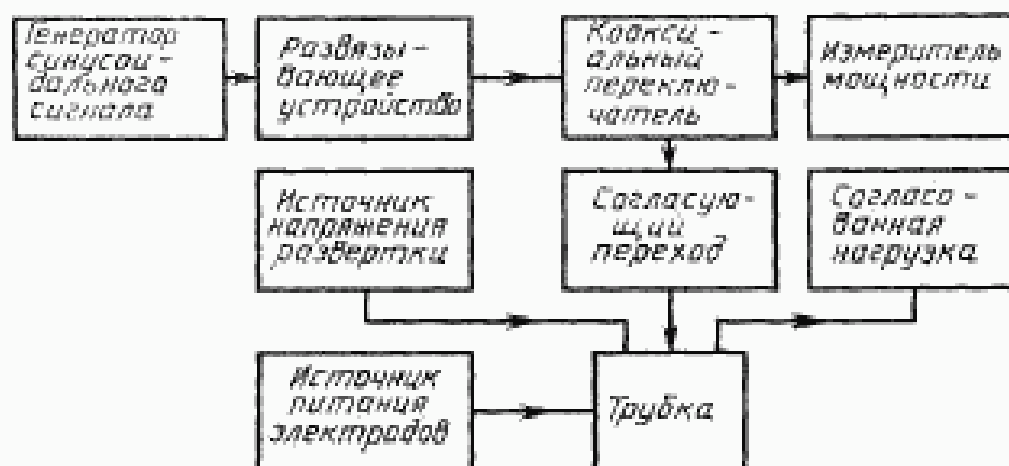 Генератор
синусои-
дального
сигнала
Развязы-
вающее
устройство
Коакси-
альный
переклю-
чатель
Измеритель
мощности
Источник
напряжения
развертки
Согласую-
щий
переход
Согласо-
ванная
нагрузка
Источник
питания
электродов
Трубка